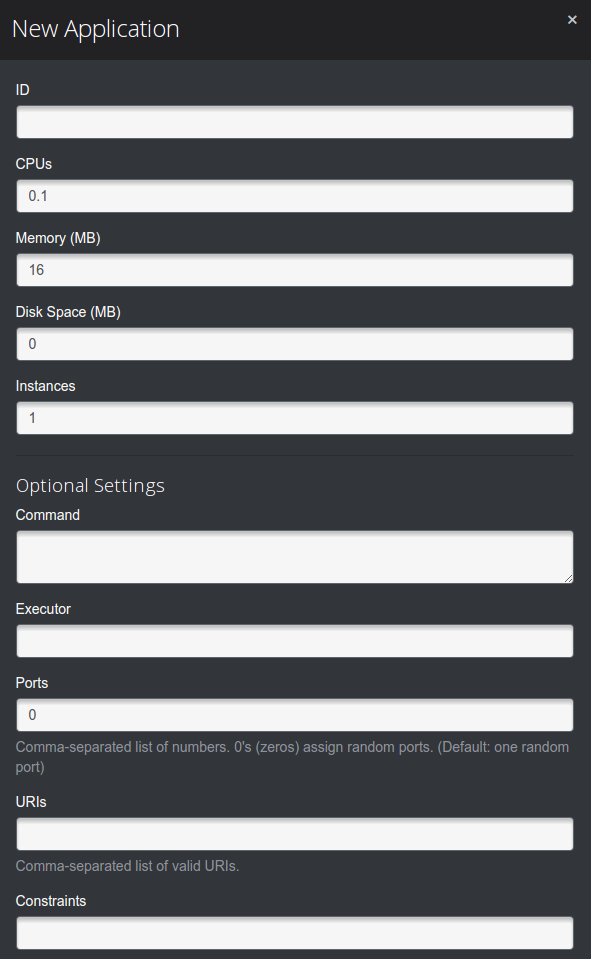 New Application
×
ID
CPUs
0.1
Memory (MB)
16
Disk Space (MB)
0
Instances
1
Optional Settings
Command
Executor
Ports
0
Comma-separated list of numbers. 0's (zeros) assign random ports. (Default: one random
port)
URIs
Comma-separated list of valid URIs.
Constraints